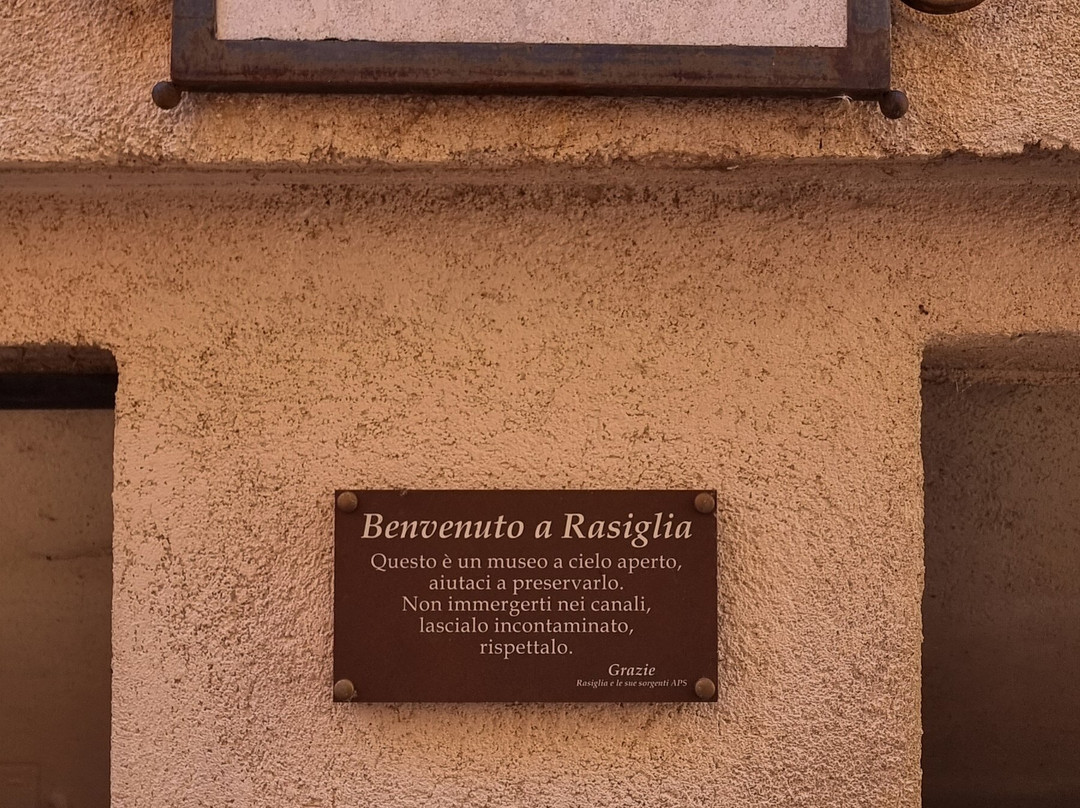 Benvenuto a Rasiglia
Questo è un museo a cielo aperto,
aiutaci a preservarlo.
Non immergerti nei canali,
lascialo incontaminato,
rispettalo.
Grazie
Rasiglia e le sue sorgenti APS